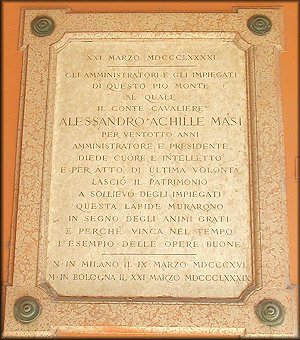 XXI MARZO MDCCCLXXXXI
GLI AMMINISTRATORI E GLI IMPIEGATI
DI QUESTO PIO MONTE
AL QUALE
IL CONTE CAVALIERE
ALESSANDRO ACHILLE MASI
PER VENTOTTO ANNI
AMMINISTRATORE E PRESIDENTE
DIEDE CUORE E INTELLETTO
E PER ATTO DI ULTIMA VOLONTÀ
LASCIÒ IL PATRIMONIO
A SOLLIEVO DEGLI IMPIEGATI
QUESTA LAPIDE MURARONO
IN SEGNO DEGLI ANIMI GRATI
E PERCHÈ VINCA NEL TEMPO
L'ESEMPIO DELLE OPERE BUONE
N· IN MILANO IL IX MARZO MDCCCXVI
M· IN BOLOGNA IL XXI MARZO MDCCCLXXXIX